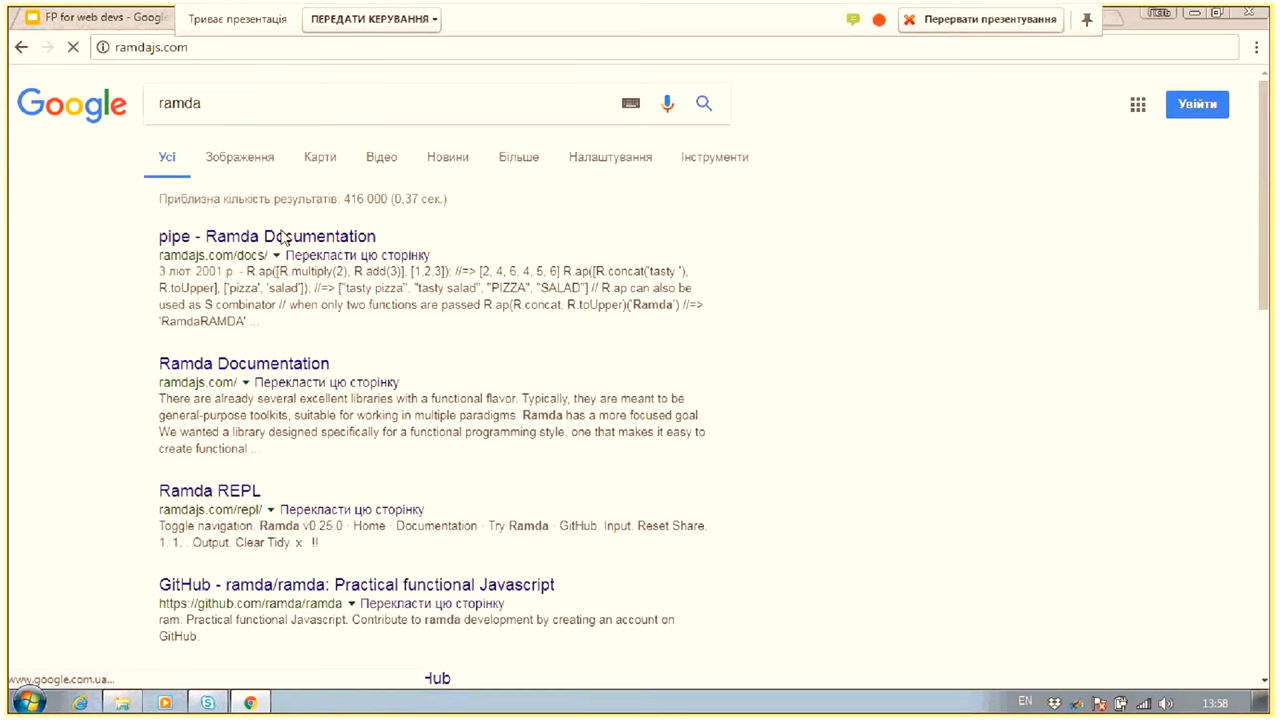 FP for web devs - Googl
Триває презентація
ПЕРЕДАТИ КЕРУВАННЯ
Перервати презентування
ramdajs.com
Google
ramda
Увійти
Усі Зображення Карти Відео Новини Більше Налаштування Інструменти
Приблизна кількість результатів: 416 000 (0,37 сек.)
pipe - Ramda Documentation
ramdajs.com/docs/ Перекласти цю сторінку
3 лют. 2001 р. - R.ap([R.multiply(2), R.add(3)], [1,2,3]); //=> [2, 4, 6, 4, 5, 6] R.ap([R.concat('tasty '),
R.toUpper], ['pizza', 'salad']); //=> ["tasty pizza", "tasty salad", "PIZZA", "SALAD"] // R.ap can also be
used as S combinator // when only two functions are passed R.ap(R.concat, R.toUpper)('Ramda') //=>
'RamdaRAMDA' ...
Ramda Documentation
ramdajs.com/ Перекласти цю сторінку
There are already several excellent libraries with a functional flavor. Typically, they are meant to be
general-purpose toolkits, suitable for working in multiple paradigms. Ramda has a more focused goal.
We wanted a library designed specifically for a functional programming style, one that makes it easy to
create functional ...
Ramda REPL
ramdajs.com/repl/ Перекласти цю сторінку
Toggle navigation. Ramda v0.25.0 · Home · Documentation · Try Ramda · GitHub. Input. Reset Share.
1. 1. . Output. Clear Tidy. x. !!
GitHub - ramda/ramda: Practical functional Javascript
https://github.com/ramda/ramda Перекласти цю сторінку
ram: Practical functional Javascript. Contribute to ramda development by creating an account on
GitHub.
www.google.com.ua...
Hub
EN 13:58